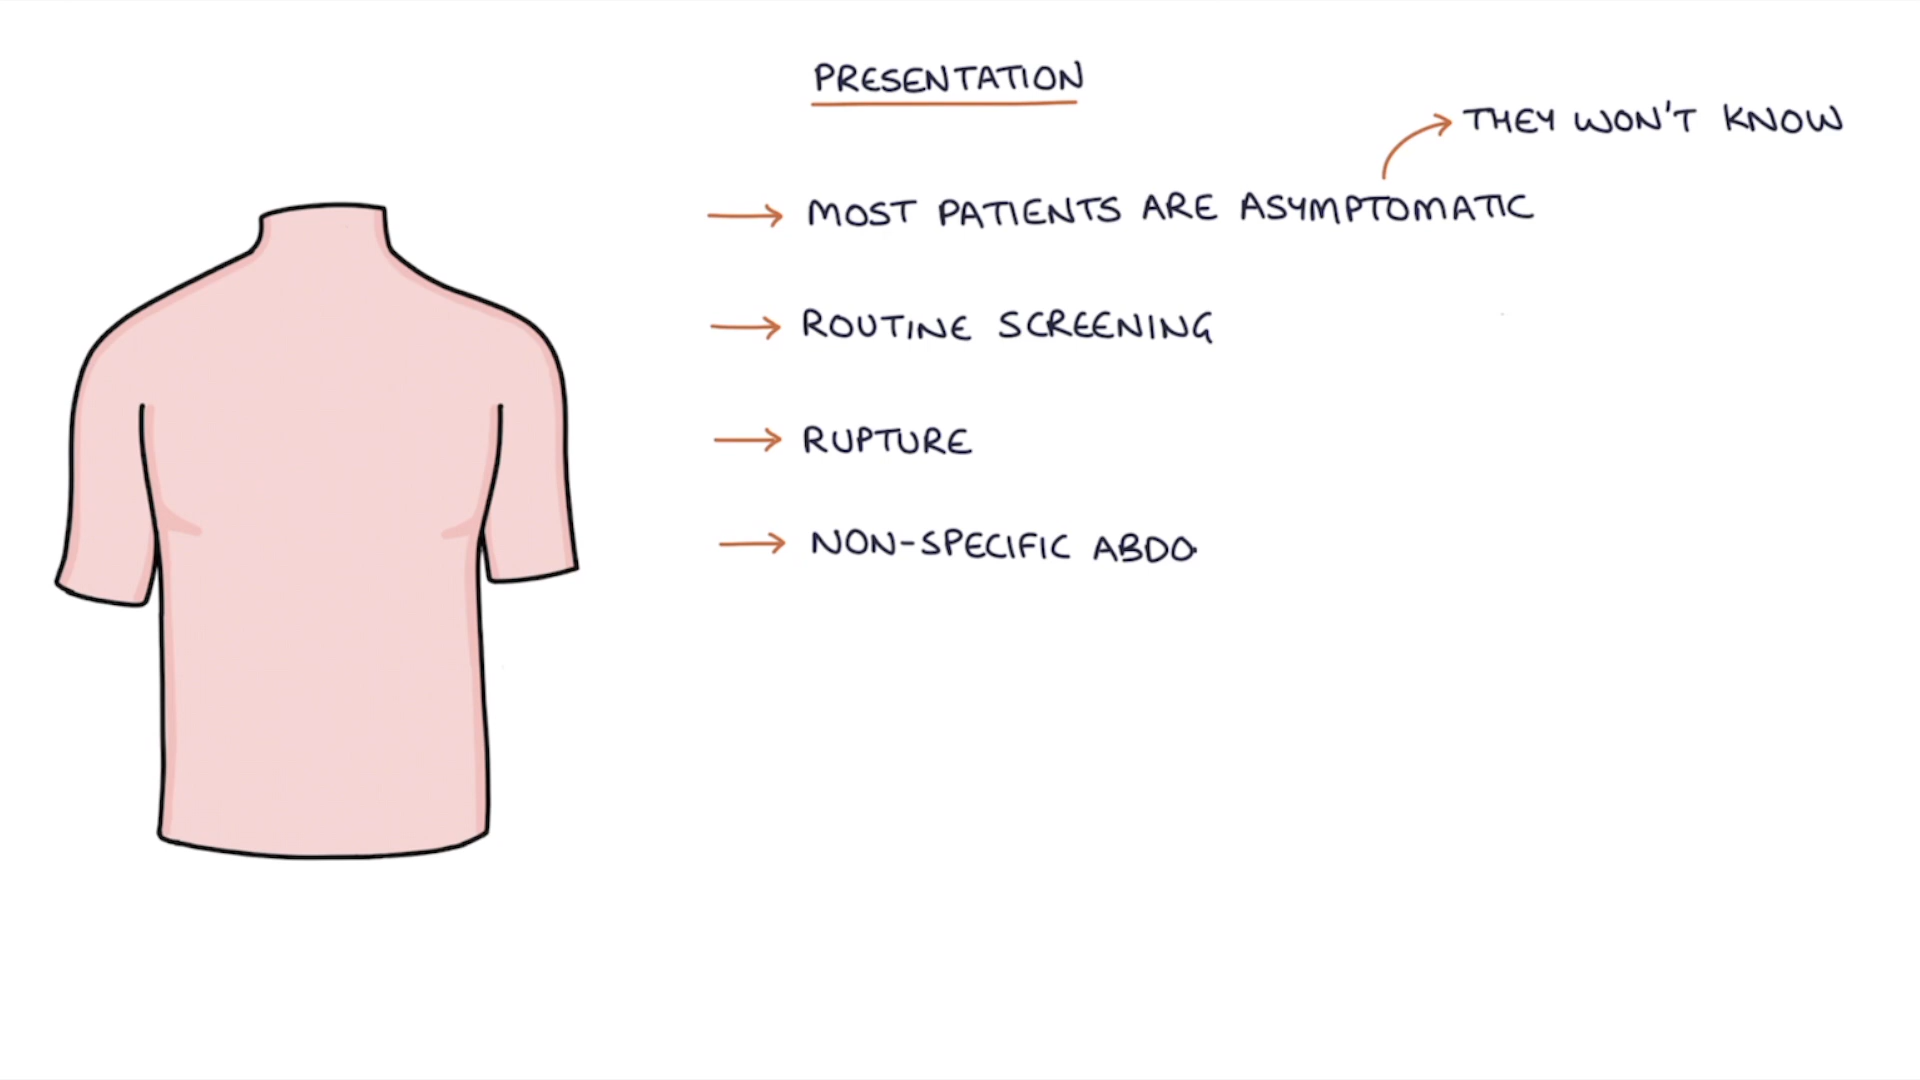 PRESENTATION
THEY WON'T KNOW
MOST PATIENTS ARE ASYMPTOMATIC
ROUTINE SCREENING
RUPTURE
NON-SPECIFIC ABDO